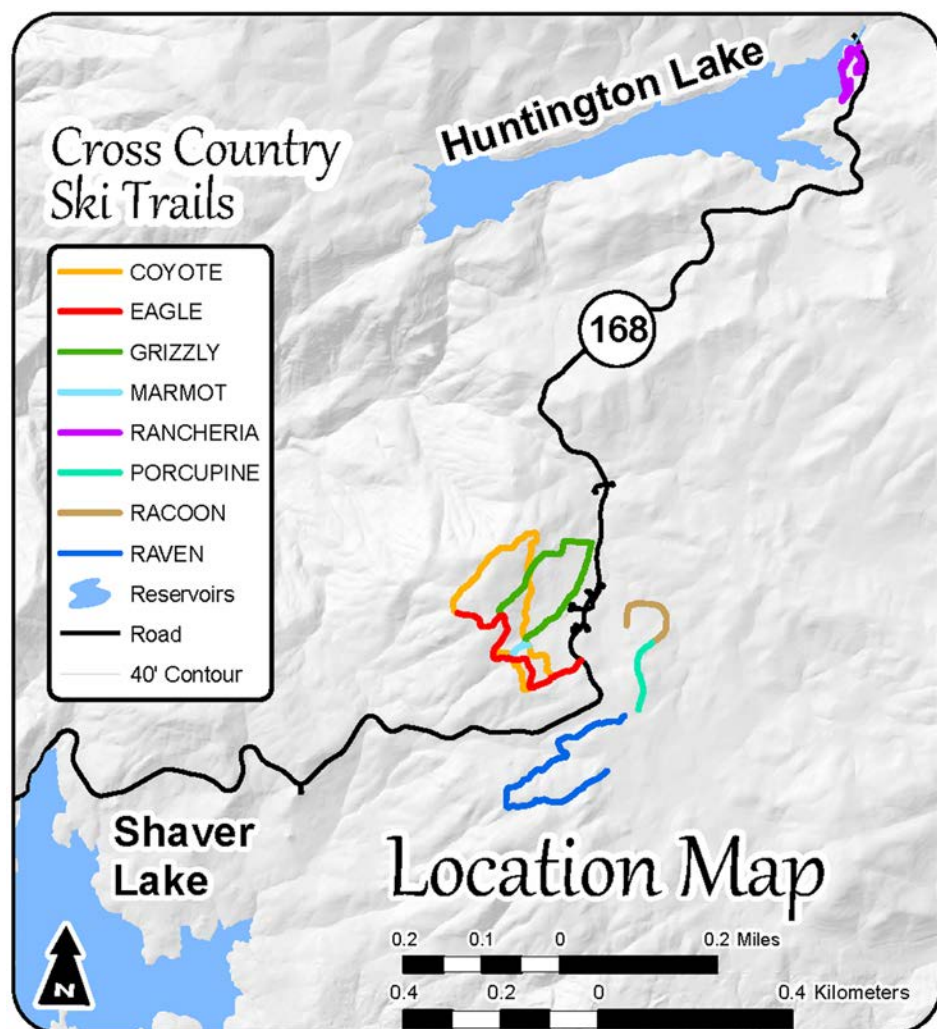 Huntington Lake
Cross Country
Ski Trails
COYOTE
EAGLE
GRIZZLY
MARMOT
RANCHERIA
PORCUPINE
RACOON
RAVEN
Reservoirs
Road
40' Contour
168
Shaver
Lake
Location Map
N
0.2 0.1 0 0.2 Miles
0.4 0.2 0 0.4 Kilometers